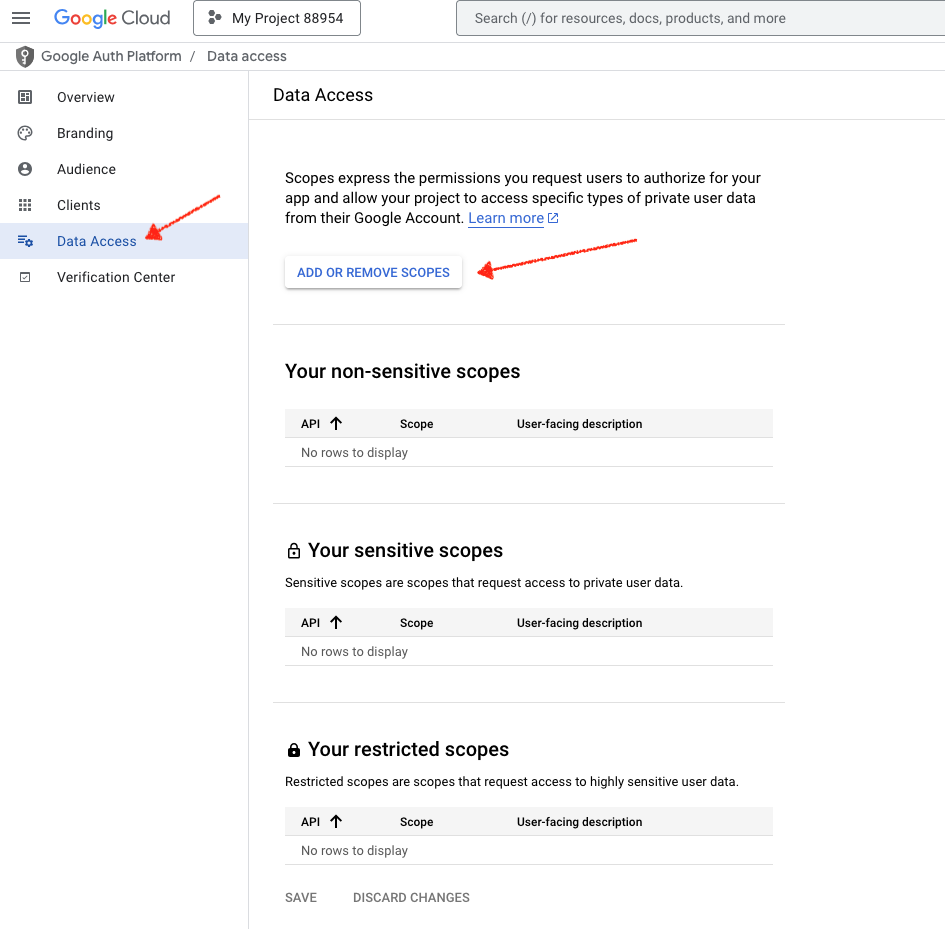 Google Cloud
My Project 88954
Search (/) for resources, docs, products, and more
Google Auth Platform / Data access
Overview
Branding
Audience
Clients
Data Access
Verification Center
Data Access
Scopes express the permissions you request users to authorize for your
app and allow your project to access specific types of private user data
from their Google Account. Learn more
ADD OR REMOVE SCOPES
Your non-sensitive scopes
API Scope User-facing description
No rows to display
Your sensitive scopes
Sensitive scopes are scopes that request access to private user data.
API Scope User-facing description
No rows to display
Your restricted scopes
Restricted scopes are scopes that request access to highly sensitive user data.
API Scope User-facing description
No rows to display
SAVE DISCARD CHANGES